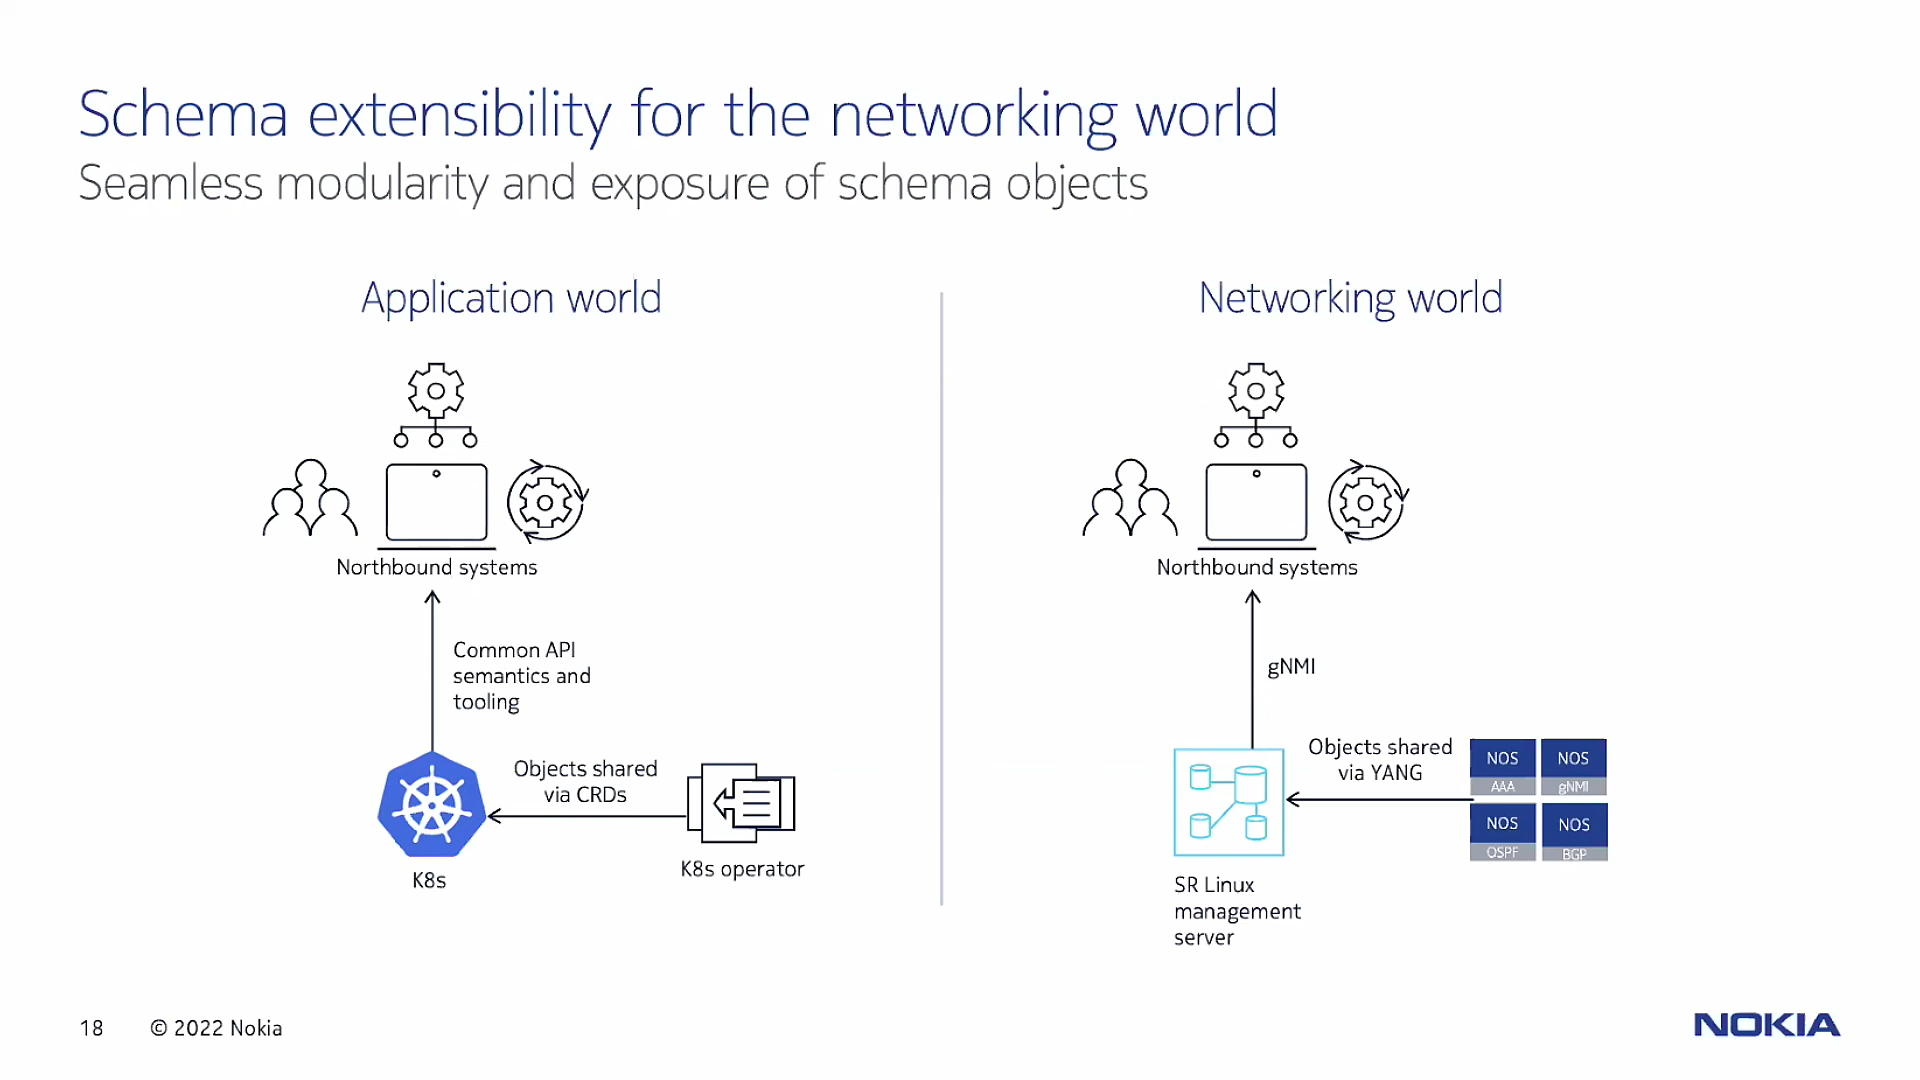 Schema extensibility for the networking world
Seamless modularity and exposure of schema objects
Application world
Northbound systems
Common API
semantics and
tooling
Objects shared
via CRDs
K8s
K8s operator
Networking world
Northbound systems
gNMI
Objects shared
via YANG
NOS
AAA
NOS
gNMI
NOS
OSPF
NOS
BGP
SR Linux
management
server
18
© 2022 Nokia
NOKIA